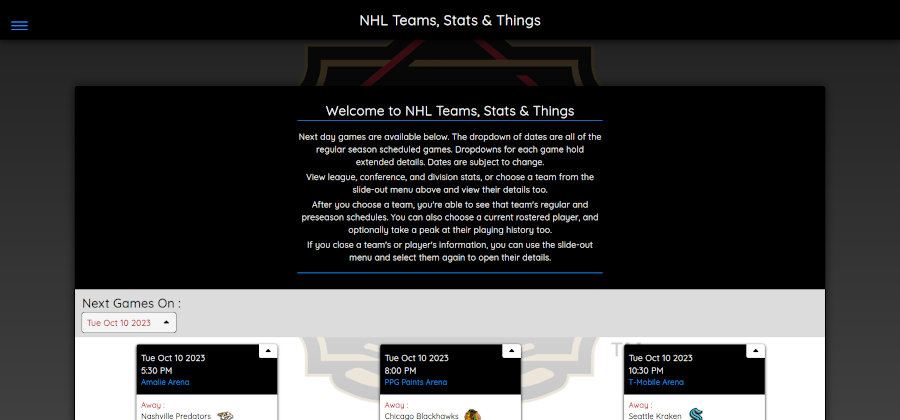 NHL Teams, Stats & Things
Welcome to NHL Teams, Stats & Things
Next day games are available below. The dropdown of dates are all of the
regular season scheduled games. Dropdowns for each game hold
extended details. Dates are subject to change.
View league, conference, and division stats, or choose a team from the
slide-out menu above and view their details too.
After you choose a team, you're able to see that team's regular and
preseason schedules. You can also choose a current rostered player, and
optionally take a peak at their playing history too.
If you close a team's or player's information, you can use the slide-out
menu and select them again to open their details.
Next Games On :
Tue Oct 10 2023
TM
Tue Oct 10 2023
5:30 PM
Amalie Arena
Away :
Nashville Predators
Tue Oct 10 2023
8:00 PM
PPG Paints Arena
Away :
Chicago Blackhawks
Tue Oct 10 2023
10:30 PM
T-Mobile Arena
Away :
Seattle Kraken